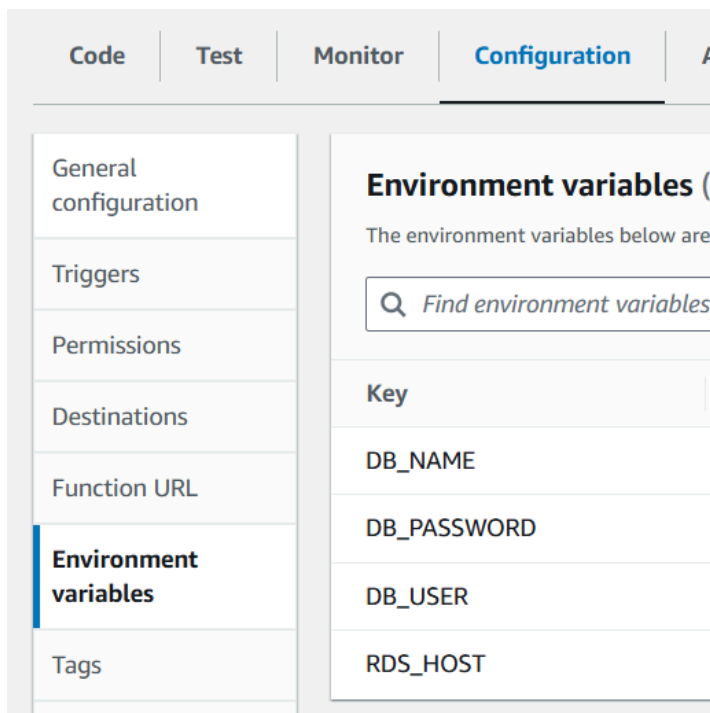 Code Test Monitor Configuration
General
configuration
Triggers
Permissions
Destinations
Function URL
Environment
variables
Tags
Environment variables (
The environment variables below are
Find environment variables
Key
DB_NAME
DB_PASSWORD
DB_USER
RDS_HOST